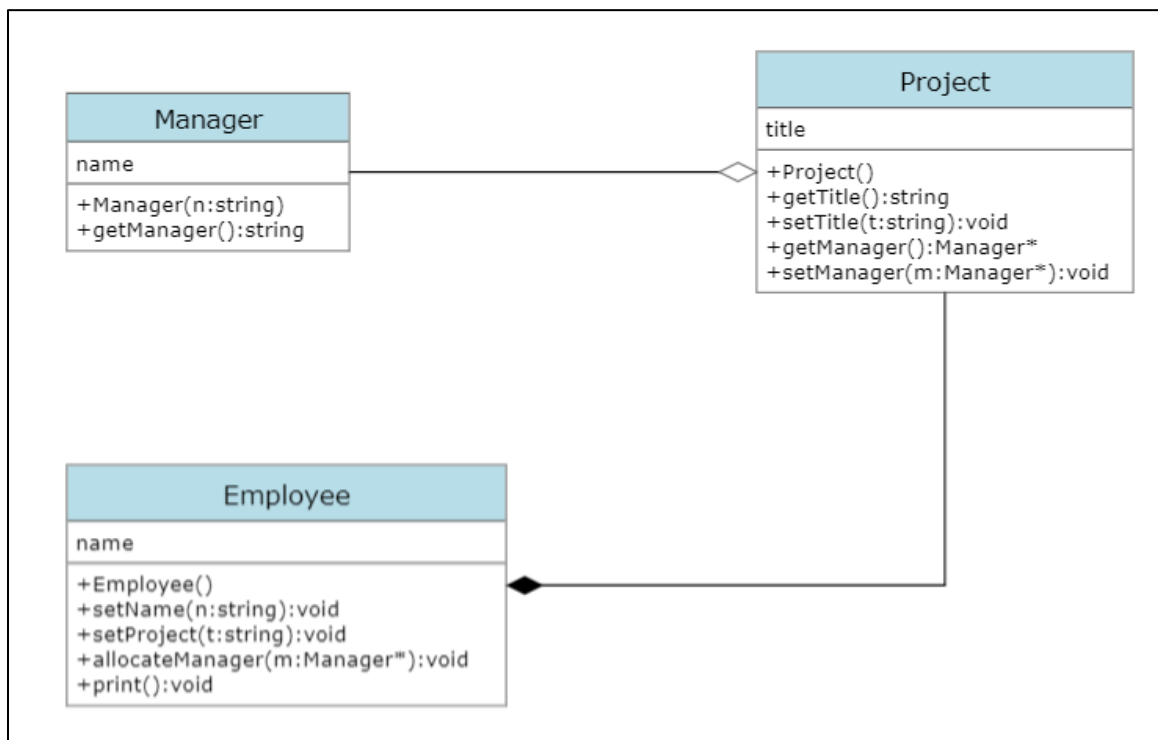 Manager
name
+Manager(n:string)
+getManager():string
Project
title
+Project()
+getTitle():string
+setTitle(t:string):void
+getManager():Manager*
+setManager(m:Manager*):void
Employee
name
+Employee()
+setName(n:string):void
+setProject(t:string):void
+allocateManager(m:Manager*):void
+print():void